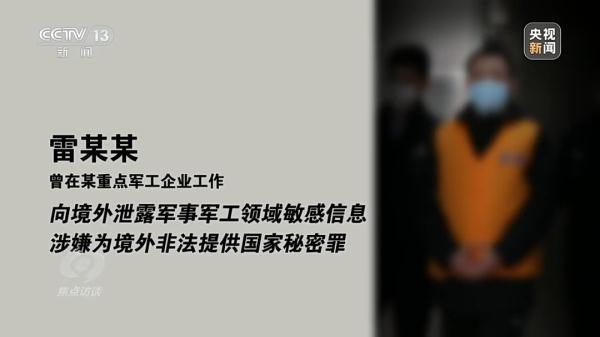 CCTV 13
新闻
央视
新闻
雷某某
曾在某重点军工企业工作
向境外泄露军事军工领域敏感信息
涉嫌为境外非法提供国家秘密罪
焦点访谈